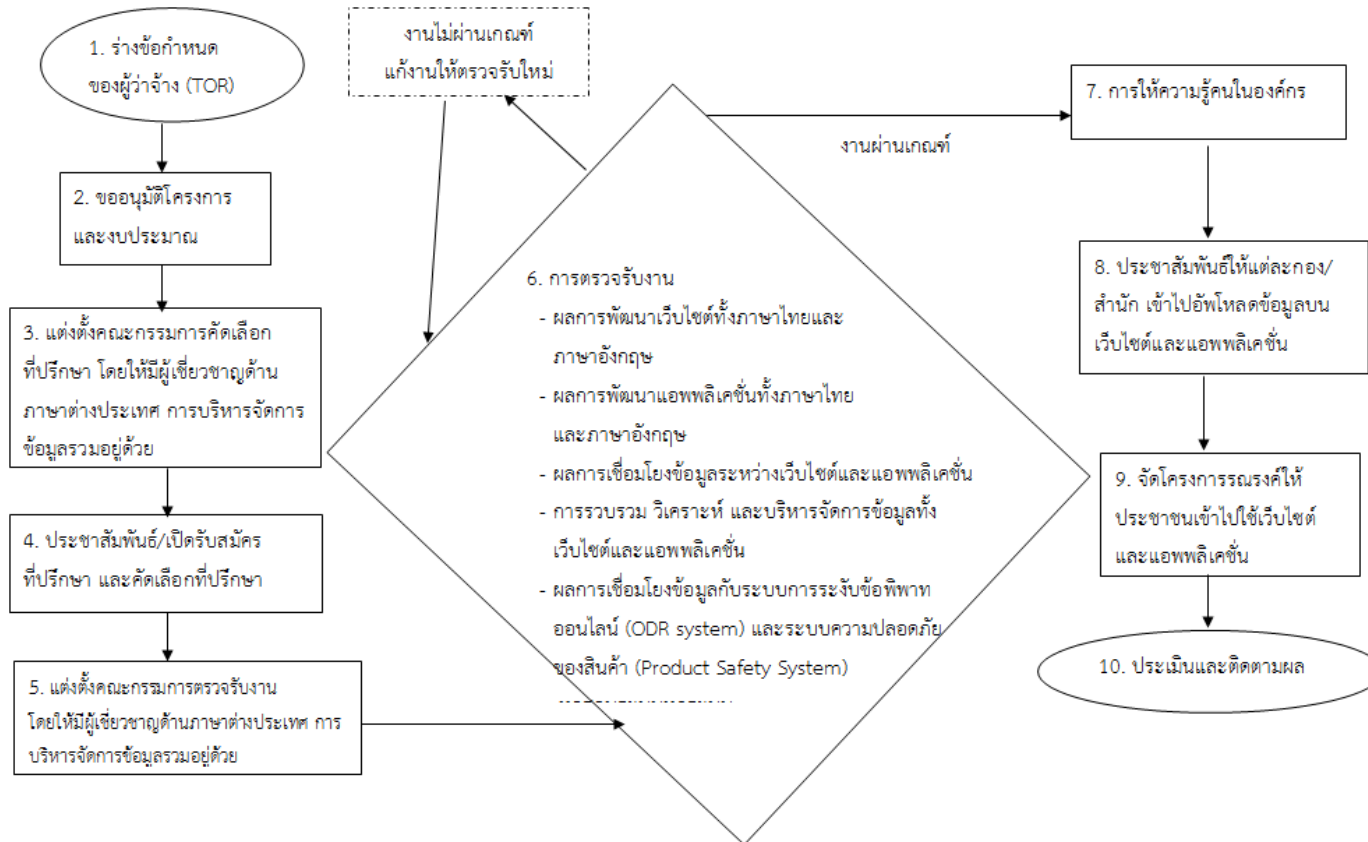 1. ร่างข้อกำหนด
ของผู้ว่าจ้าง (TOR)
2. ขออนุมัติโครงการ
และงบประมาณ
3. แต่งตั้งคณะกรรมการคัดเลือก
ที่ปรึกษา โดยให้มีผู้เชี่ยวชาญด้าน
ภาษาต่างประเทศ การบริหารจัดการ
ข้อมูลรวมอยู่ด้วย
4. ประชาสัมพันธ์/เปิดรับสมัคร
ที่ปรึกษา และคัดเลือกที่ปรึกษา
5. แต่งตั้งคณะกรรมการตรวจรับงาน
โดยให้มีผู้เชี่ยวชาญด้านภาษาต่างประเทศ การ
บริหารจัดการข้อมูลรวมอยู่ด้วย
งานไม่ผ่านเกณฑ์
แก้งานให้ตรวจรับใหม่
6. การตรวจรับงาน
- ผลการพัฒนาเว็บไซต์ทั้งภาษาไทยและ
ภาษาอังกฤษ
- ผลการพัฒนาแอพพลิเคชั่นทั้งภาษาไทย
และภาษาอังกฤษ
- ผลการเชื่อมโยงข้อมูลระหว่างเว็บไซต์และแอพพลิเคชั่น
- การรวบรวม วิเคราะห์ และบริหารจัดการข้อมูลทั้ง
เว็บไซต์และแอพพลิเคชั่น
- ผลการเชื่อมโยงข้อมูลกับระบบการระงับข้อพิพาท
ออนไลน์ (ODR system) และระบบความปลอดภัย
ของสินค้า (Product Safety System)
งานผ่านเกณฑ์
7. การให้ความรู้คนในองค์กร
8. ประชาสัมพันธ์ให้แต่ละกอง/
สำนัก เข้าไปอัพโหลดข้อมูลบน
เว็บไซต์และแอพพลิเคชั่น
9. จัดโครงการรณรงค์ให้
ประชาชนเข้าไปใช้เว็บไซต์
และแอพพลิเคชั่น
10. ประเมินและติดตามผล